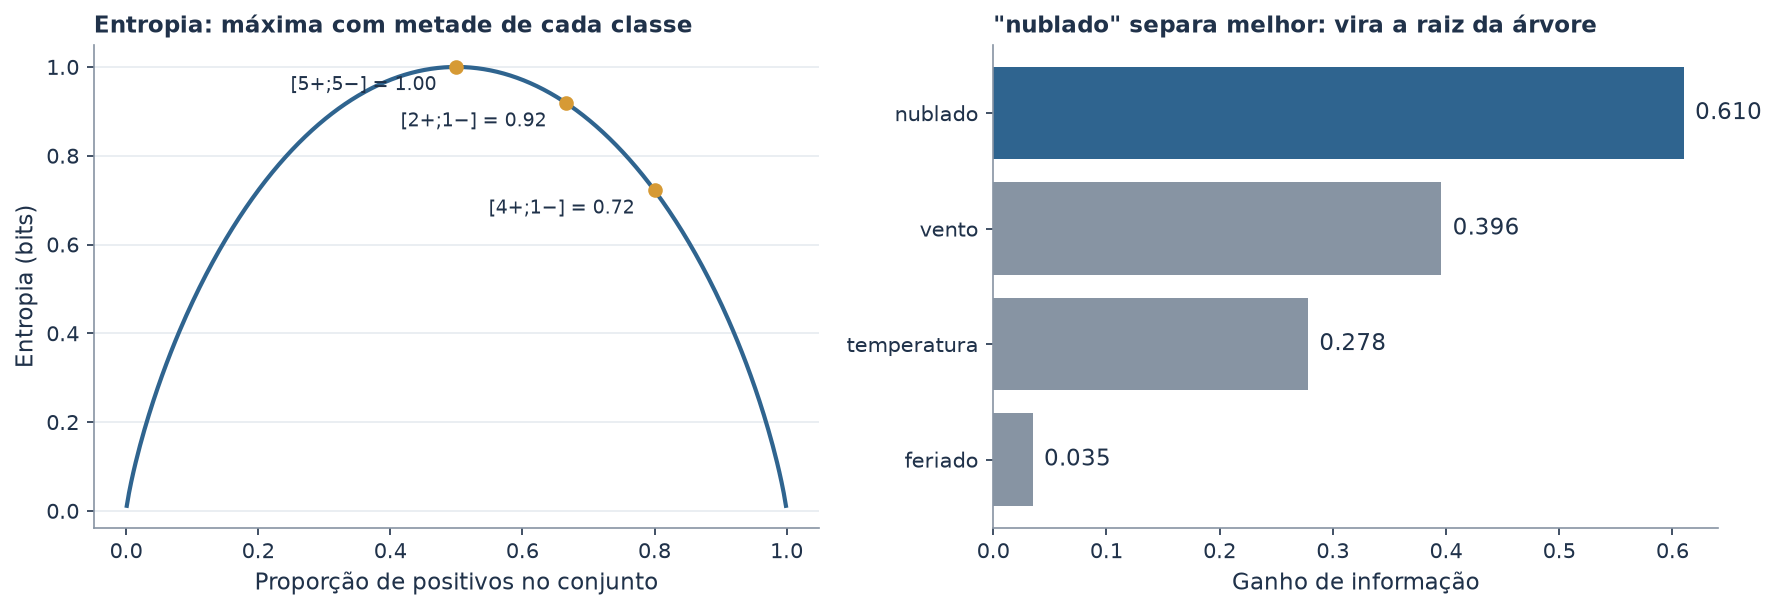 Entropia: máxima com metade de cada classe
Entropia (bits)
1.0
0.8
0.6
0.4
0.2
0.0
[5+;5−] = 1.00
[2+;1−] = 0.92
[4+;1−] = 0.72
0.0 0.2 0.4 0.6 0.8 1.0
Proporção de positivos no conjunto
"nublado" separa melhor: vira a raiz da árvore
nublado 0.610
vento 0.396
temperatura 0.278
feriado 0.035
0.0 0.1 0.2 0.3 0.4 0.5 0.6
Ganho de informação